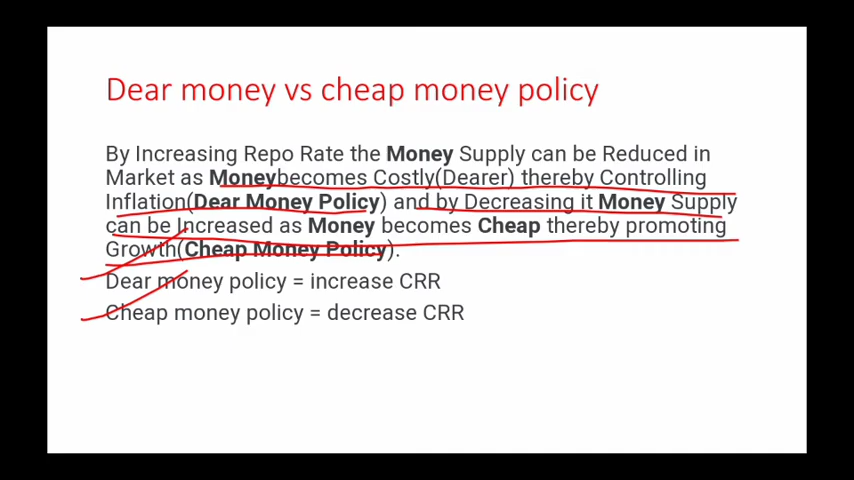 Dear money vs cheap money policy
By Increasing Repo Rate the Money Supply can be Reduced in
Market as Moneybecomes Costly(Dearer) thereby Controlling
Inflation(Dear Money Policy) and by Decreasing it Money Supply
can be Increased as Money becomes Cheap thereby promoting
Growth(Cheap Money Policy).
Dear money policy = increase CRR
Cheap money policy = decrease CRR